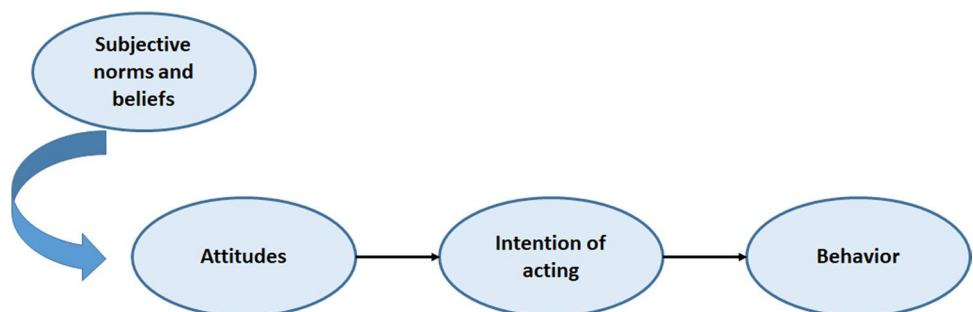 Subjective
norms and
beliefs
Attitudes
Intention of
acting
Behavior